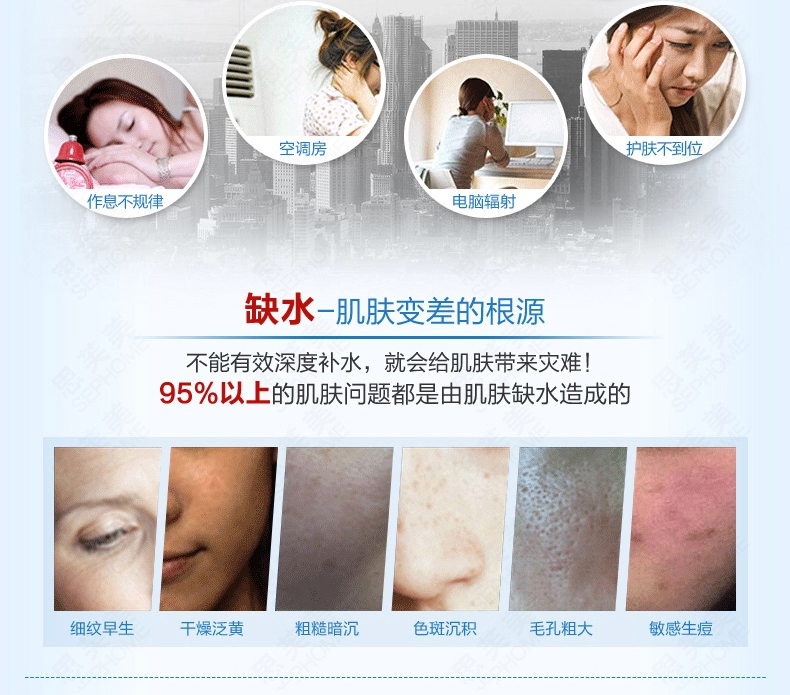 空调房
护肤不到位
作息不规律
电脑辐射
缺水-肌肤变差的根源
不能有效深度补水，就会给肌肤带来灾难！
95%以上的肌肤问题都是由肌肤缺水造成的
细纹早生
干燥泛黄
粗糙暗沉
色斑沉积
毛孔粗大
敏感生痘